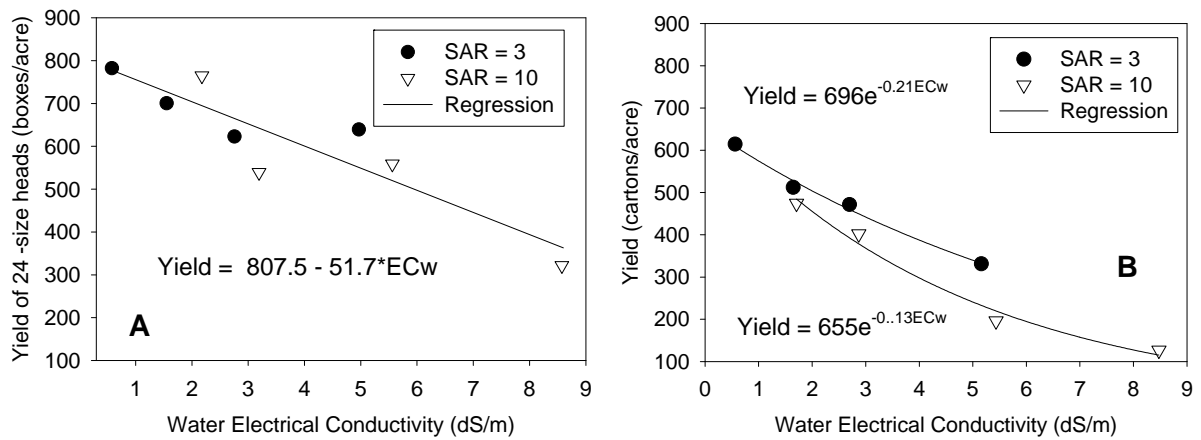 900
800
700
600
500
400
300
200
100
Yield of 24 -size heads (boxes/acre)
SAR = 3
SAR = 10
Regression
Yield = 807.5 - 51.7*ECw
A
1 2 3 4 5 6 7 8 9
Water Electrical Conductivity (dS/m)
900
800
700
600
500
400
300
200
100
Yield (cartons/acre)
SAR = 3
SAR = 10
Regression
Yield = 696e-0.21ECw
B
Yield = 655e-0..13ECw
0 1 2 3 4 5 6 7 8 9
Water Electrical Conductivity (dS/m)